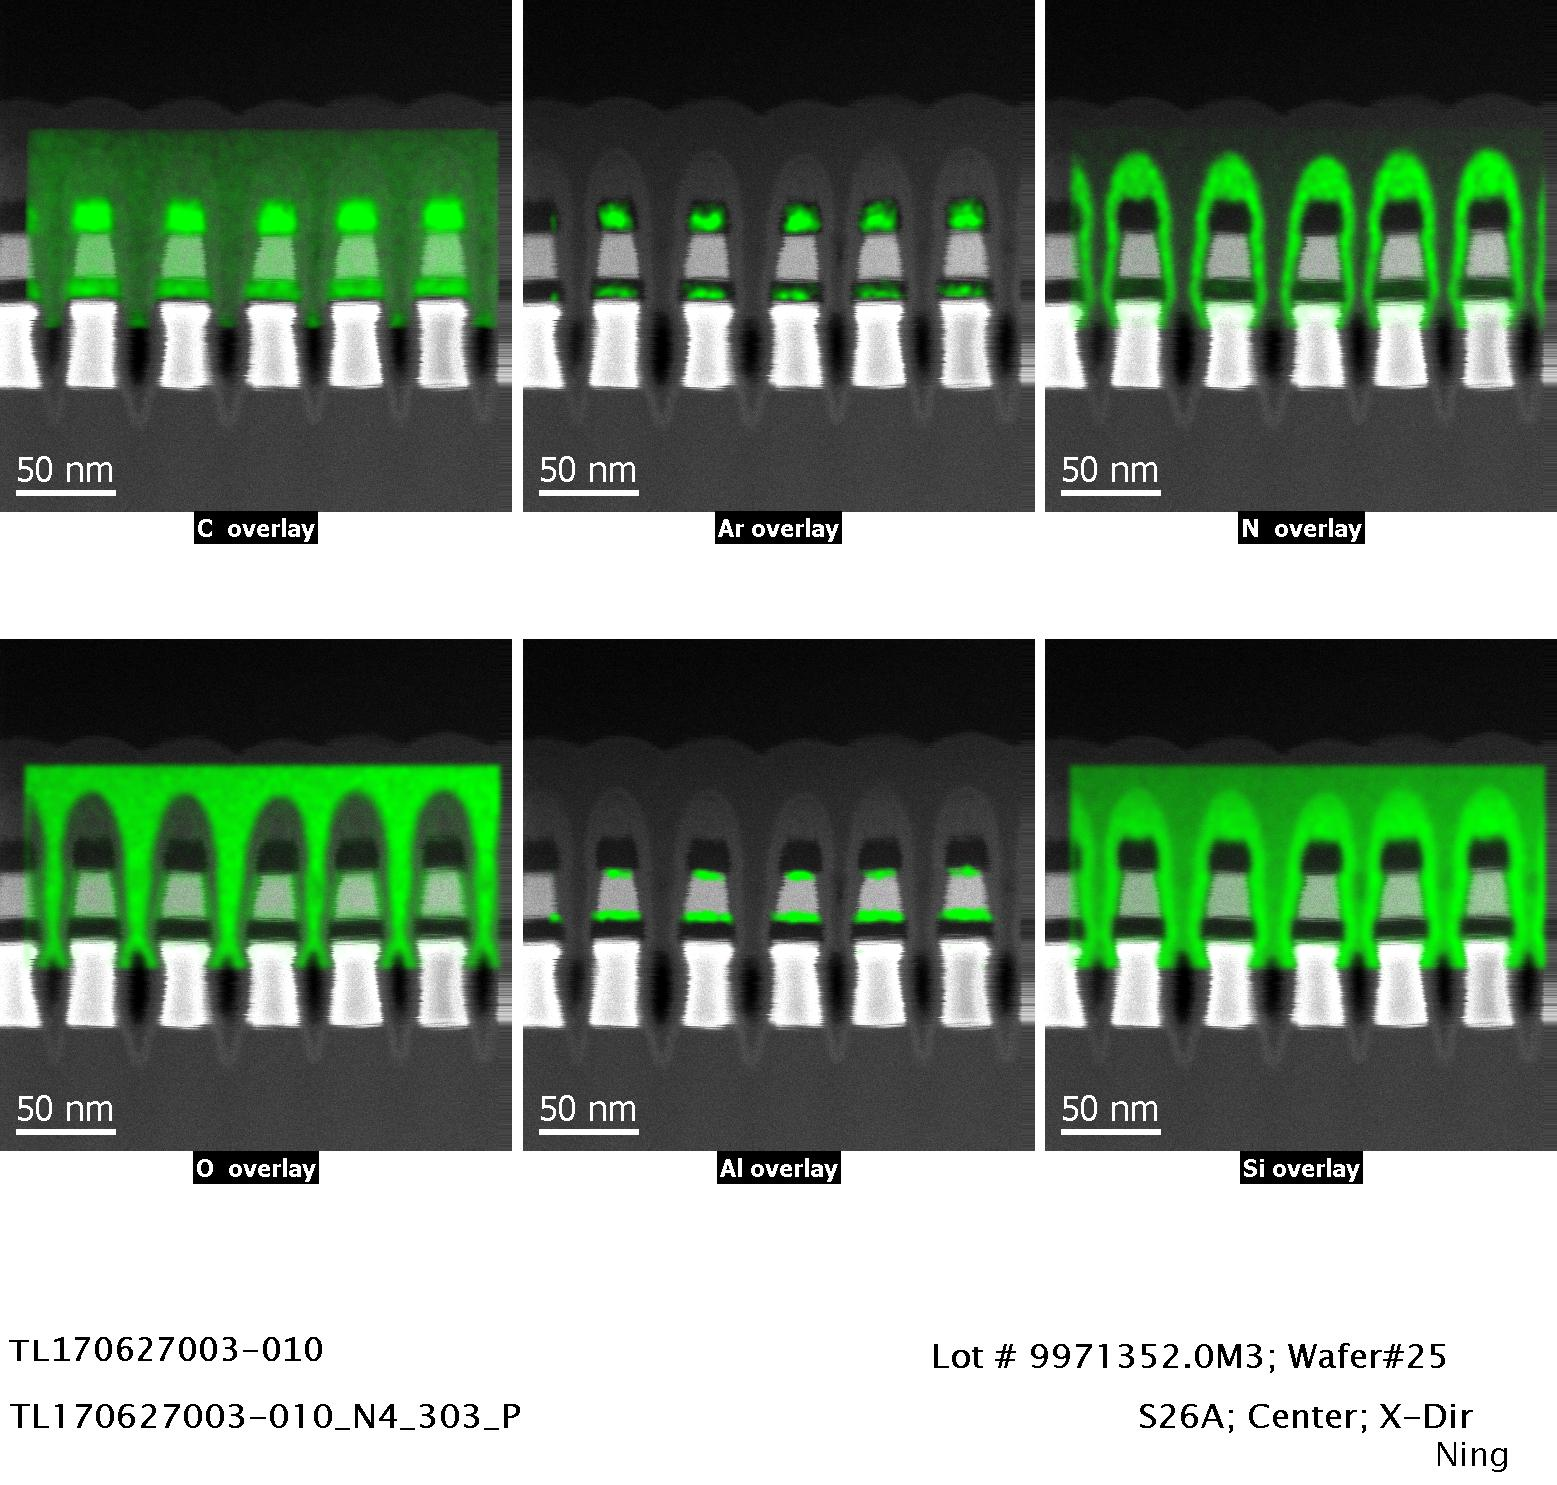 50 nm
50 nm
50 nm
C overlay
Ar overlay
N overlay
50 nm
50 nm
50 nm
O overlay
Al overlay
Si overlay
TL170627003-010
Lot # 9971352.0M3; Wafer#25
TL170627003-010_N4_303_P
S26A; Center; X-Dir
Ning